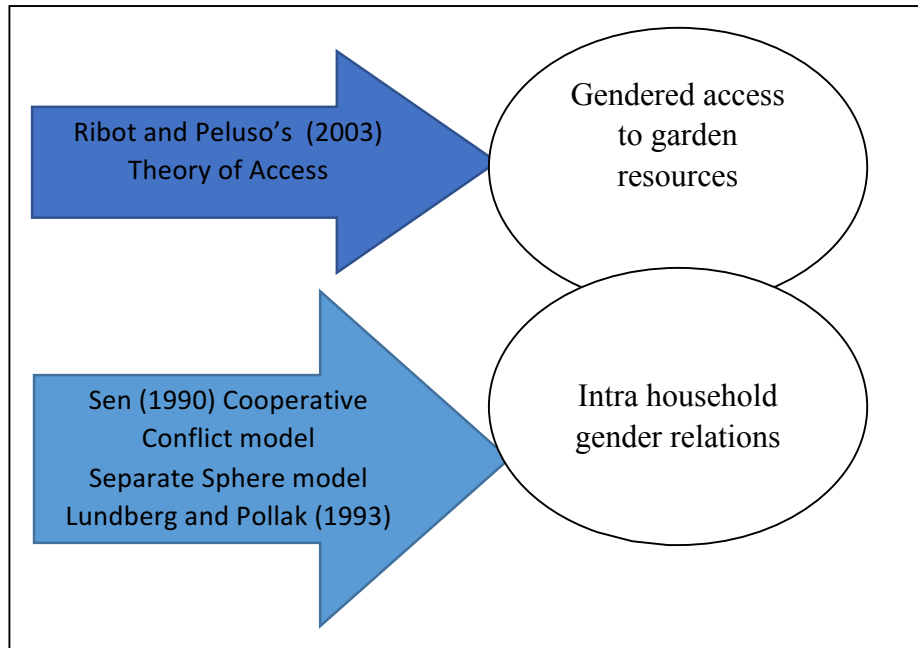 Ribot and Peluso’s  (2003)
Theory of Access
Gendered access
to garden
resources
Sen (1990) Cooperative
Conflict model
Separate Sphere model
Lundberg and Pollak (1993)
Intra household
gender relations